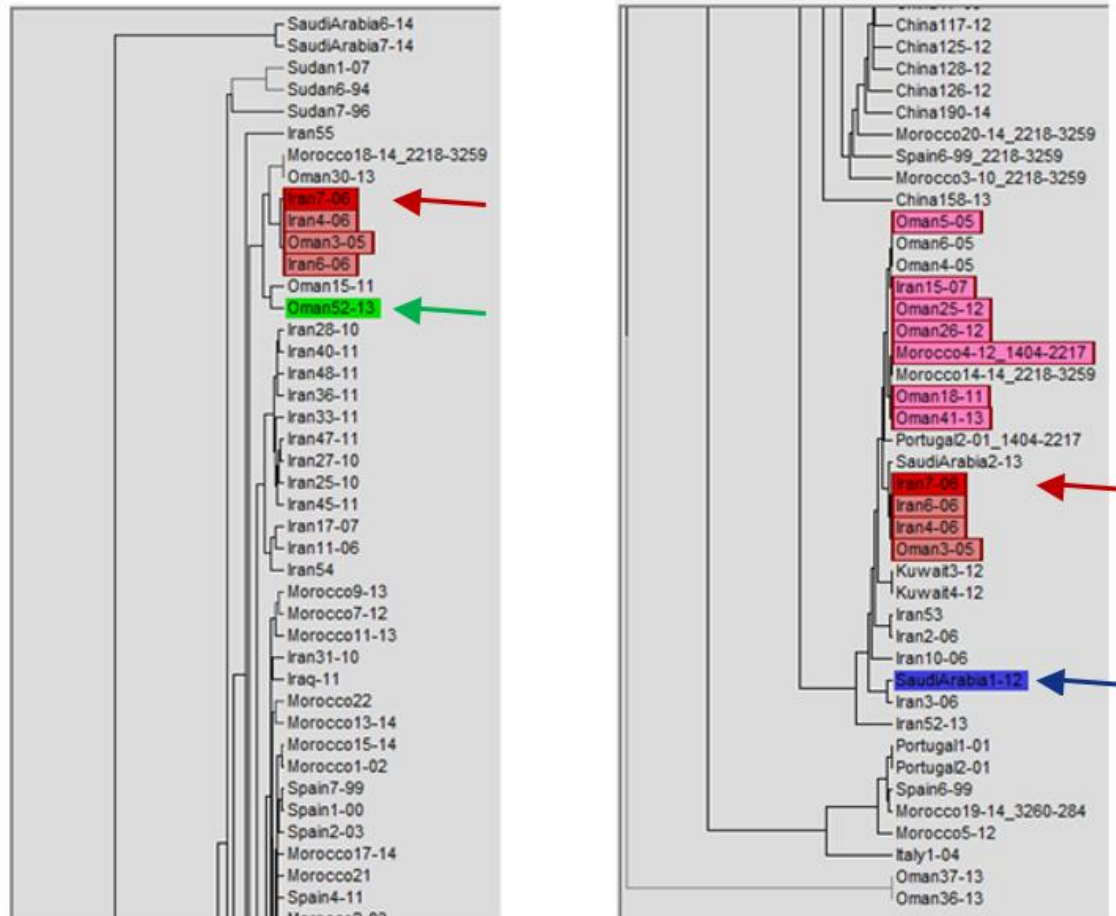 SaudiArabia6-14
SaudiArabia7-14
Sudan1-07
Sudan6-94
Sudan7-96
Iran55
Morocco18-14_2218-3259
Oman30-13
Iran7-06
Iran4-06
Oman3-05
Iran6-06
Oman15-11
Oman52-13
Iran28-10
Iran40-11
Iran48-11
Iran36-11
Iran33-11
Iran47-11
Iran27-10
Iran25-10
Iran45-11
Iran17-07
Iran11-06
Iran54
Morocco9-13
Morocco7-12
Morocco11-13
Iran31-10
Iraq-11
Morocco22
Morocco13-14
Morocco15-14
Morocco1-02
Spain7-99
Spain1-00
Spain2-03
Morocco17-14
Morocco21
Spain4-11
China117-12
China125-12
China128-12
China126-12
China190-14
Morocco20-14_2218-3259
Spain6-99_2218-3259
Morocco3-10_2218-3259
China158-13
Oman5-05
Oman6-05
Oman4-05
Iran15-07
Oman25-12
Oman26-12
Morocco4-12_1404-2217
Morocco14-14_2218-3259
Oman18-11
Oman41-13
Portugal2-01_1404-2217
SaudiArabia2-13
Iran7-06
Iran6-06
Iran4-06
Oman3-05
Kuwait3-12
Kuwait4-12
Iran53
Iran2-06
Iran10-06
SaudiArabia1-12
Iran3-06
Iran52-13
Portugal1-01
Portugal2-01
Spain6-99
Morocco19-14_3260-284
Morocco5-12
Italy1-04
Oman37-13
Oman36-13